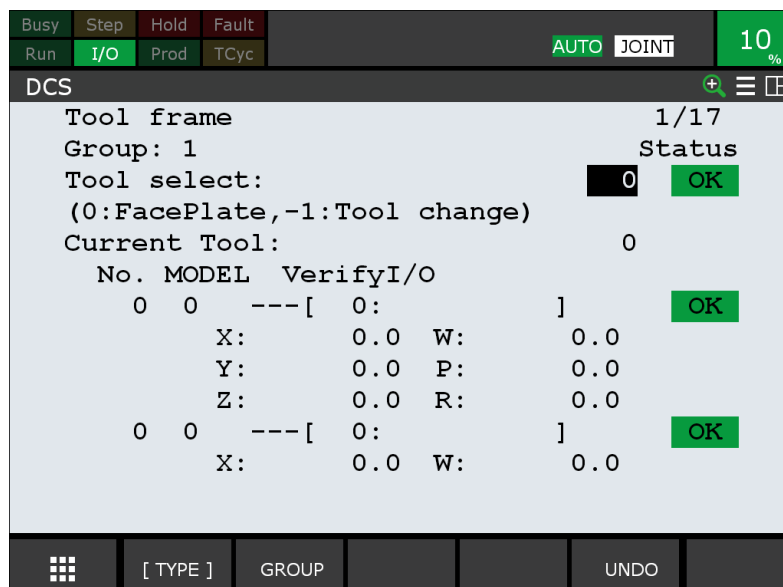 Busy Step Hold Fault
Run I/O Prod TCyc AUTO JOINT 10 %
DCS
Tool frame 1/17
Group: 1 Status
Tool select: 0 OK
(0:FacePlate,-1:Tool change)
Current Tool: 0
No. MODEL VerifyI/O
0 0 ---[ 0: ] OK
X: 0.0 W: 0.0
Y: 0.0 P: 0.0
Z: 0.0 R: 0.0
0 0 ---[ 0: ] OK
X: 0.0 W: 0.0
[ TYPE ] GROUP UNDO